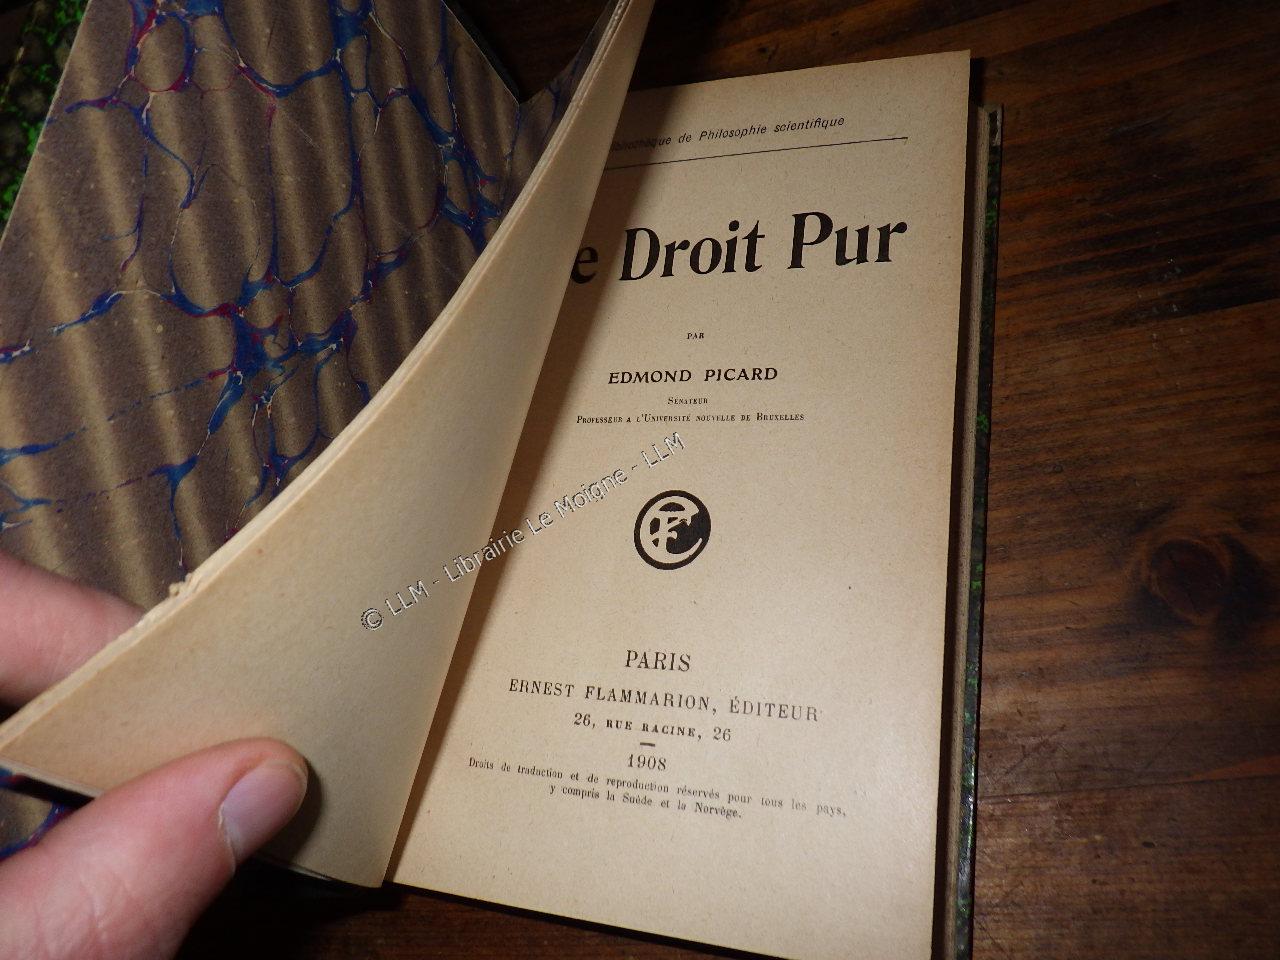 Bibliothèque de Philosophie scientifique
e Droit Pur
PAR
EDMOND PICARD
SÉNATEUR
PROFESSEUR A L'UNIVERSITÉ NOUVELLE DE BRUXELLES
EF
© LLM - Librairie Le Moigne - LLM
PARIS
ERNEST FLAMMARION, ÉDITEUR
26, RUE RACINE, 26
1908
Droits de traduction et de reproduction réservés pour tous les pays,
y compris la Suède et la Norvège.